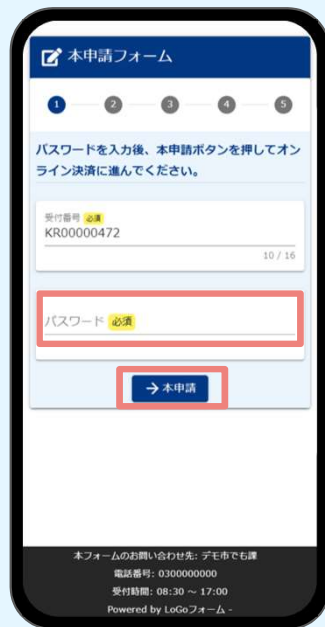 本申請フォーム
1 2 3 4 5
パスワードを入力後、本申請ボタンを押してオン
ライン決済に進んでください。
受付番号 必須
KR00000472
10 / 16
パスワード 必須
→本申請
本フォームのお問い合わせ先: デモ市でも課
電話番号: 0300000000
受付時間: 08:30 ～ 17:00
Powered by LoGoフォーム -